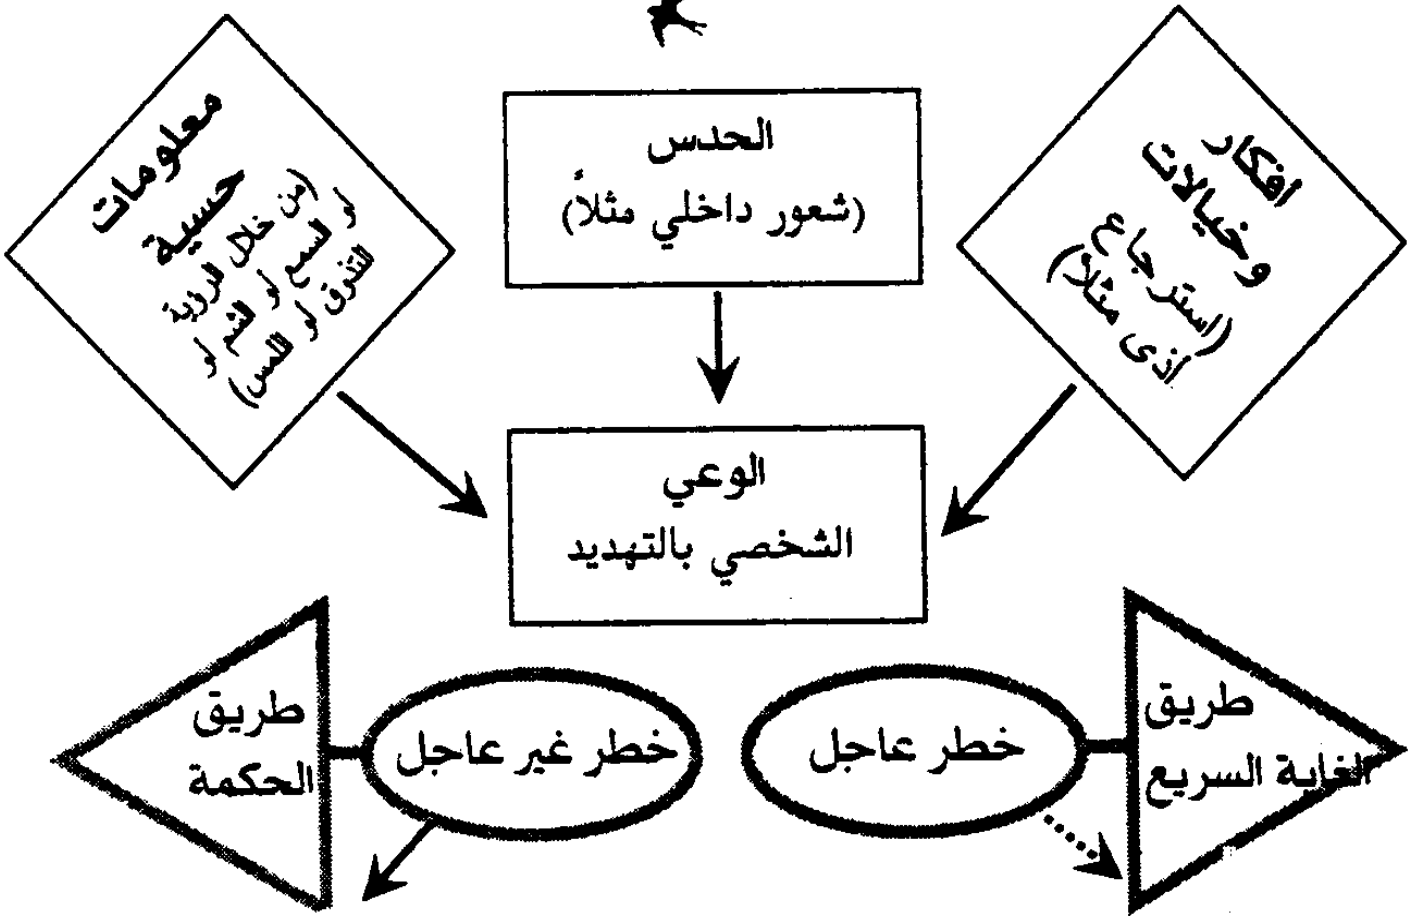 أفكار
وخيالات
(استرجاع
أذى مثلاً)
الحدس
(شعور داخلي مثلاً)
معلومات
حسية
(من خلال الرؤية
أو السمع أو الشم أو
التذوق أو اللمس)
الوعي
الشخصي بالتهديد
طريق
الغاية السريع
خطر عاجل
خطر غير عاجل
طريق
الحكمة